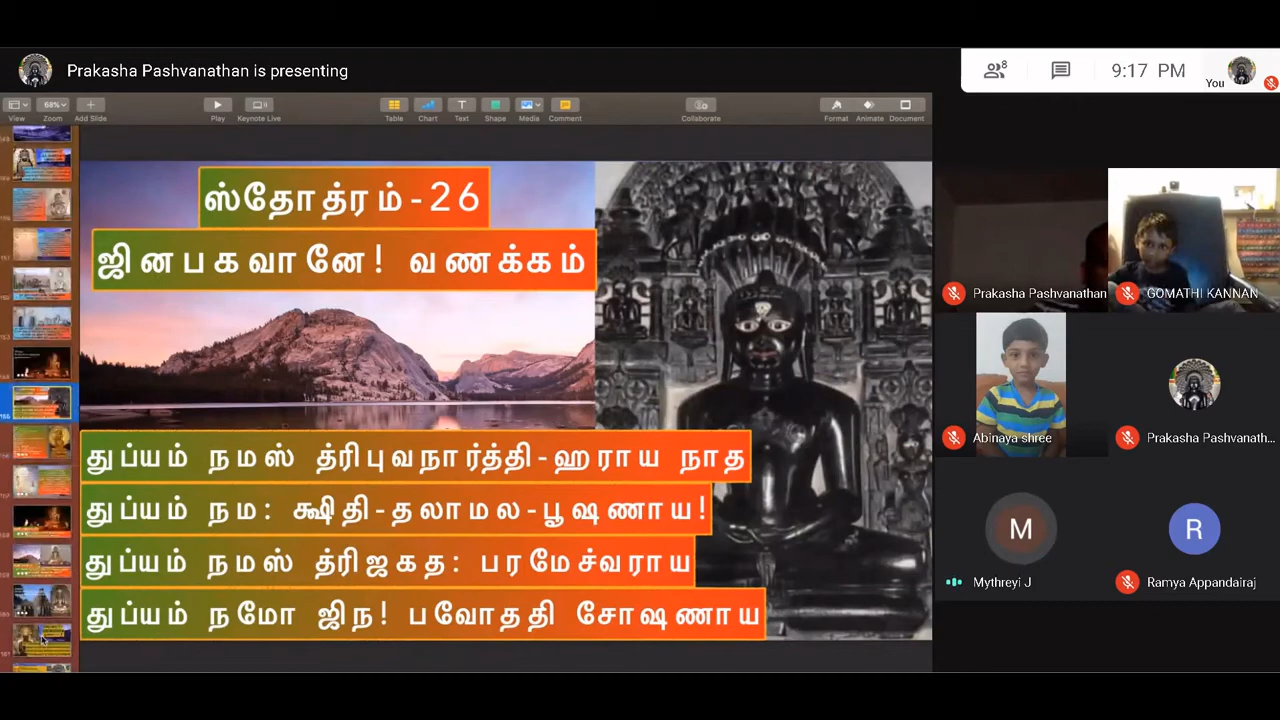 Prakasha Pashvanathan is presenting
8
9:17 PM
You
View
68%
Zoom
Add Slide
Play
Keynote Live
Table
Chart
Text
Shape
Media
Comment
Collaborate
Format
Animate
Document
ஸ்தோத்ரம்-26
ஜினபகவானே! வணக்கம்
துப்யம் நமஸ் த்ரிபுவநார்த்தி-ஹராய நாத
துப்யம் நம: க்ஷிதி-தலாமல-பூஷணாய!
துப்யம் நமஸ் த்ரிஜகத: பரமேச்வராய
துப்யம் நமோ ஜிந! பவோததி சோஷணாய
Prakasha Pashvanathan
GOMATHI KANNAN
Abinaya shree
Prakasha Pashvanath...
M
Mythreyi J
R
Ramya Appandairaj